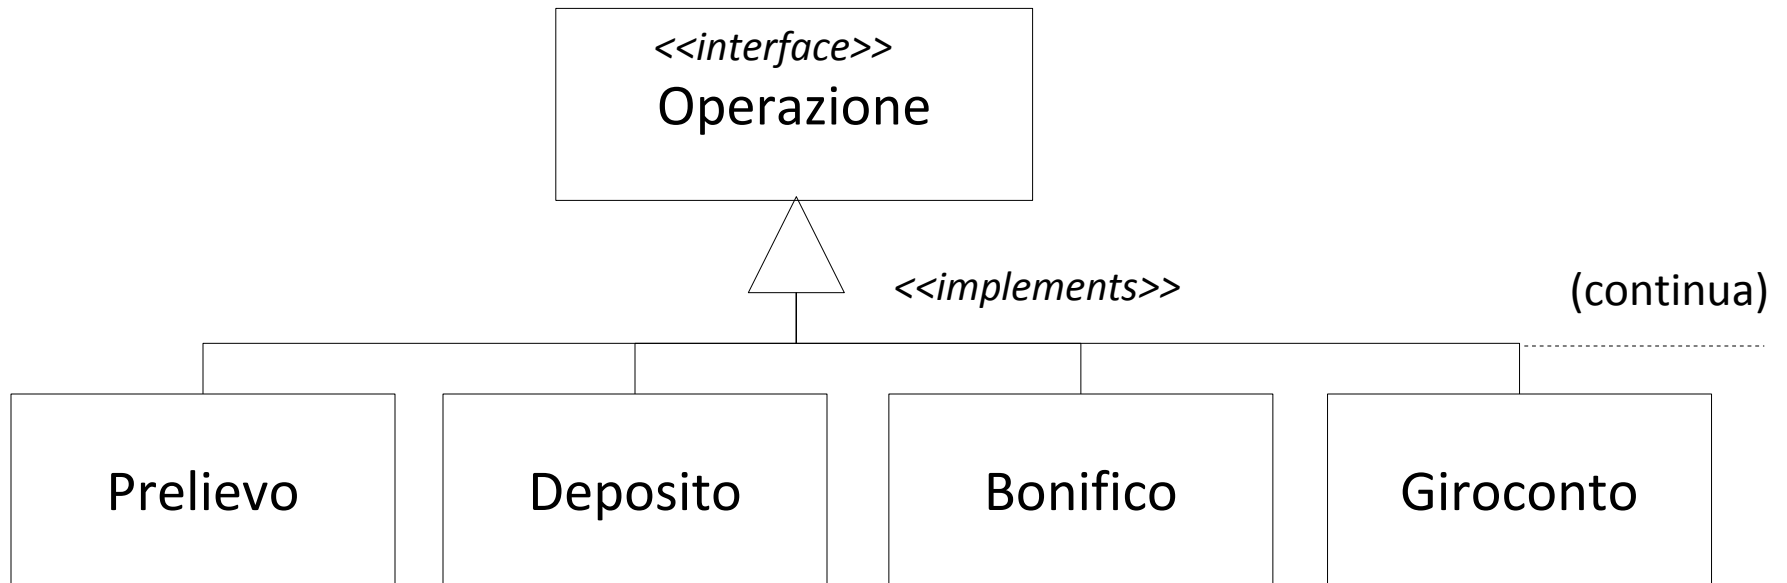 <<interface>>
Operazione
<<implements>>
(continua)
Prelievo
Deposito
Bonifico
Giroconto